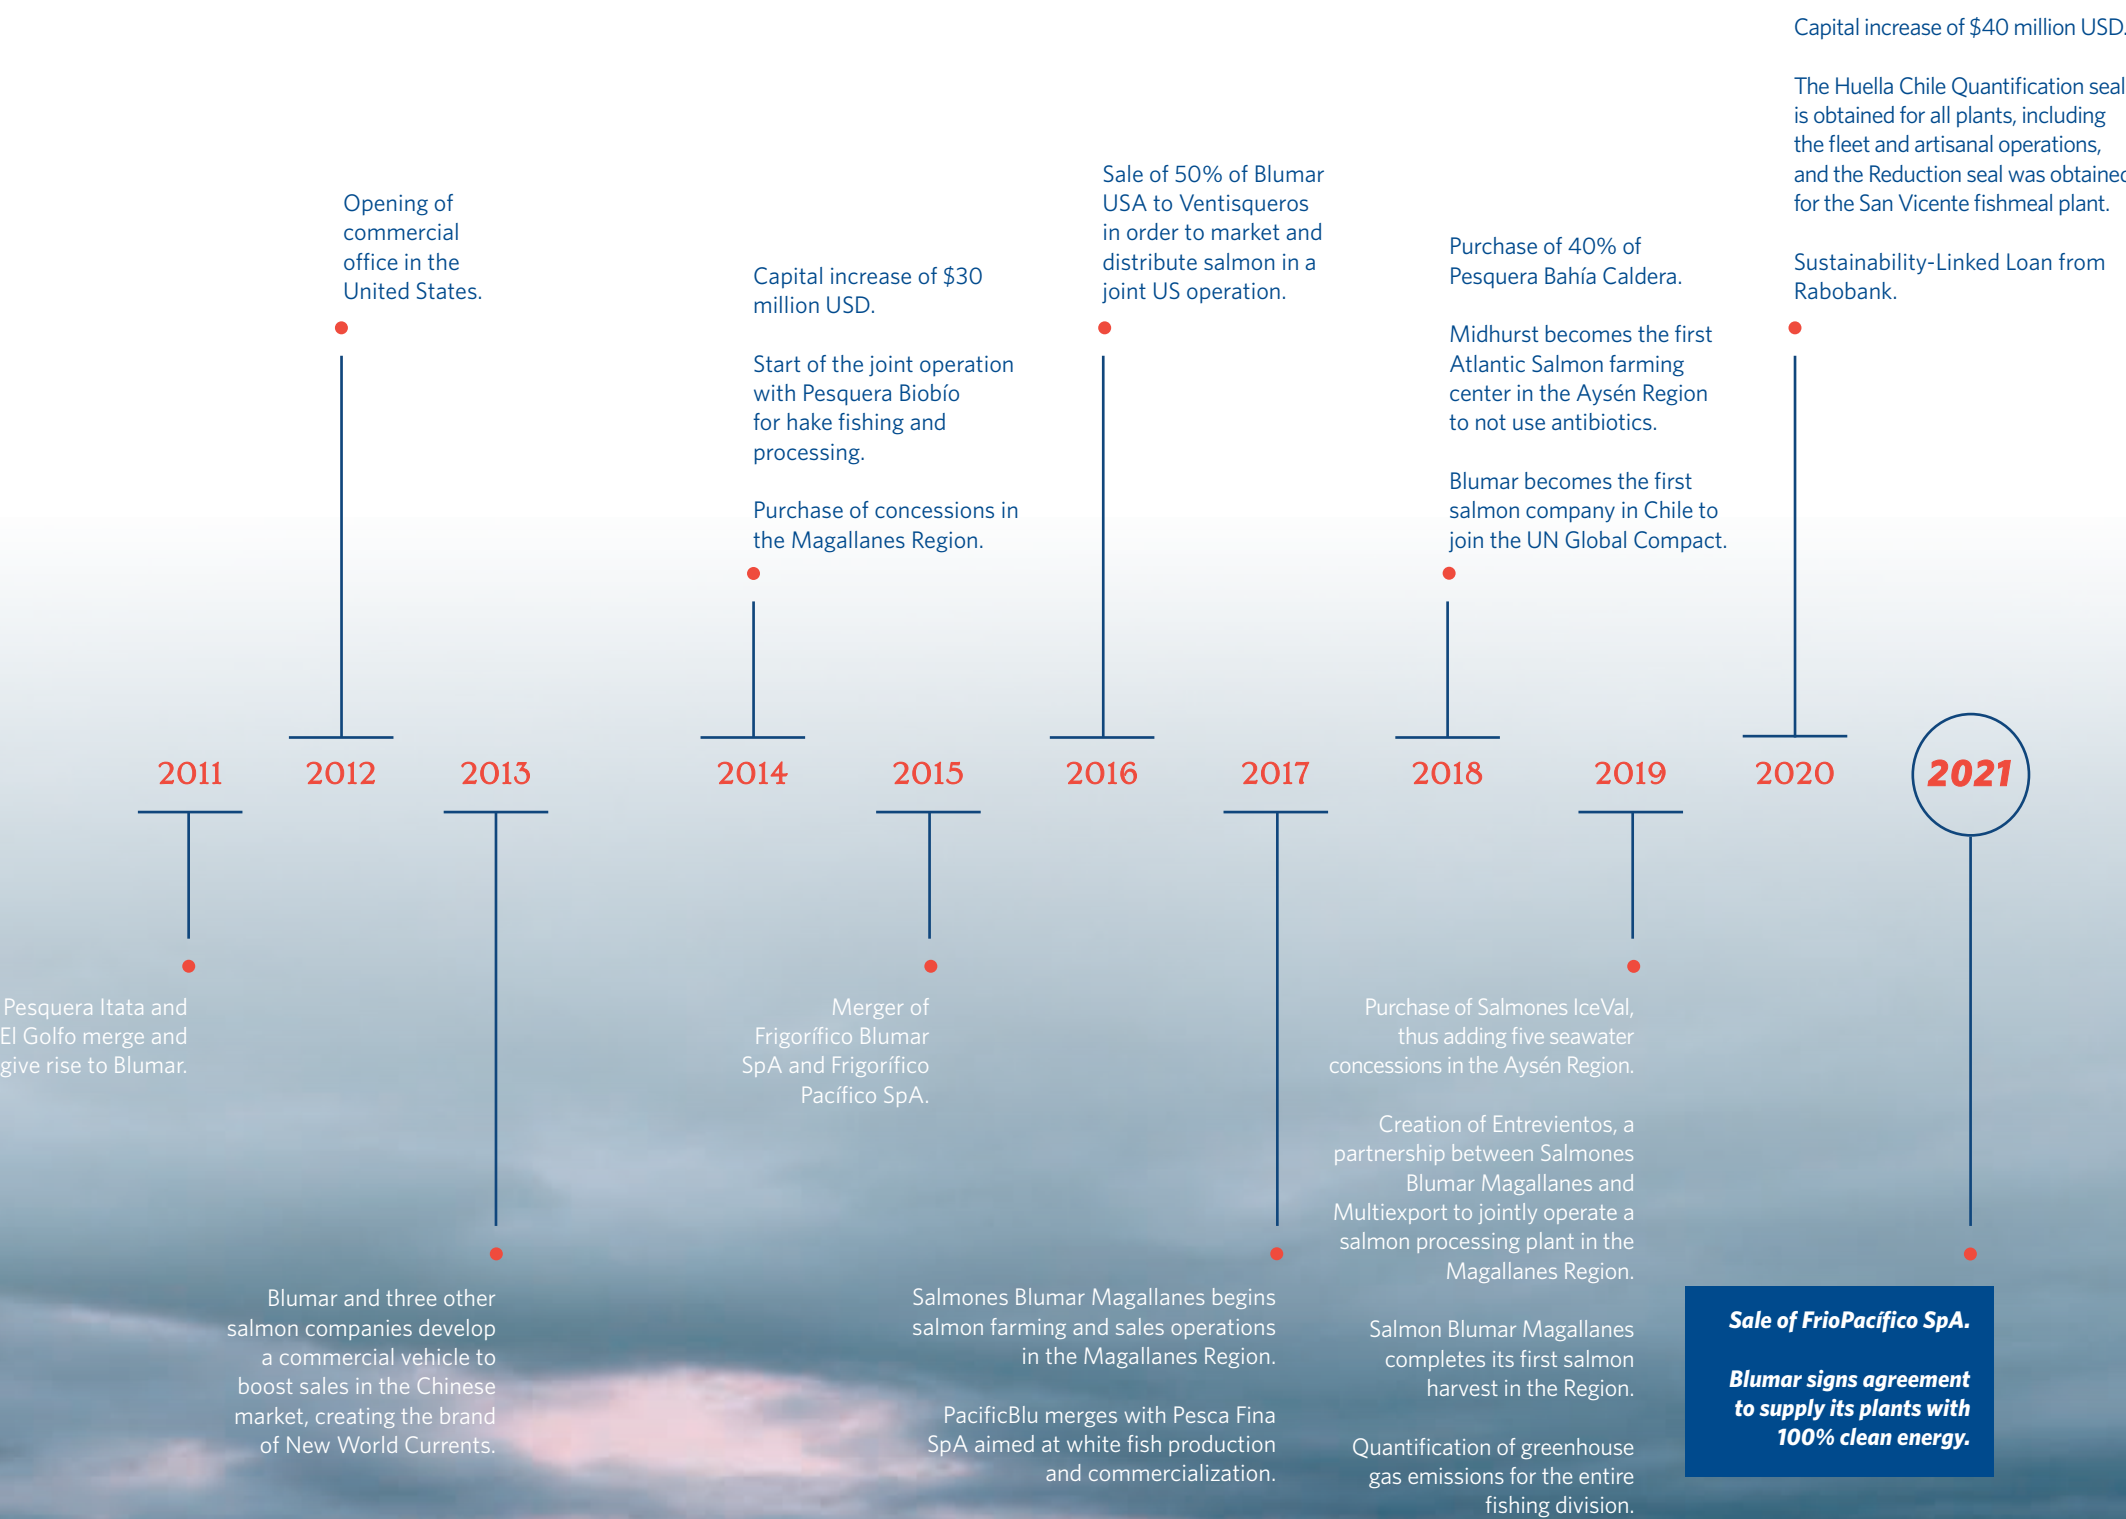 Capital increase of $40 million USD.
The Huella Chile Quantification seal
is obtained for all plants, including
the fleet and artisanal operations,
and the Reduction seal was obtained
for the San Vicente fishmeal plant.
Sustainability-Linked Loan from
Rabobank.
Opening of
commercial
office in the
United States.
Capital increase of $30
million USD.
Start of the joint operation
with Pesquera Biobío
for hake fishing and
processing.
Purchase of concessions in
the Magallanes Region.
Sale of 50% of Blumar
USA to Ventisqueros
in order to market and
distribute salmon in a
joint US operation.
Purchase of 40% of
Pesquera Bahía Caldera.
Midhurst becomes the first
Atlantic Salmon farming
center in the Aysén Region
to not use antibiotics.
Blumar becomes the first
salmon company in Chile to
join the UN Global Compact.
2011
2012
2013
2014
2015
2016
2017
2018
2019
2020
2021
Pesquera Itata and
El Golfo merge and
give rise to Blumar.
Blumar and three other
salmon companies develop
a commercial vehicle to
boost sales in the Chinese
market, creating the brand
of New World Currents.
Merger of
Frigorífico Blumar
SpA and Frigorífico
Pacífico SpA.
Salmones Blumar Magallanes begins
salmon farming and sales operations
in the Magallanes Region.
PacificBlu merges with Pesca Fina
SpA aimed at white fish production
and commercialization.
Purchase of Salmones IceVal,
thus adding five seawater
concessions in the Aysén Region.
Creation of Entrevientos, a
partnership between Salmones
Blumar Magallanes and
Multiexport to jointly operate a
salmon processing plant in the
Magallanes Region.
Salmon Blumar Magallanes
completes its first salmon
harvest in the Region.
Quantification of greenhouse
gas emissions for the entire
fishing division.
Sale of FrioPacífico SpA.
Blumar signs agreement
to supply its plants with
100% clean energy.